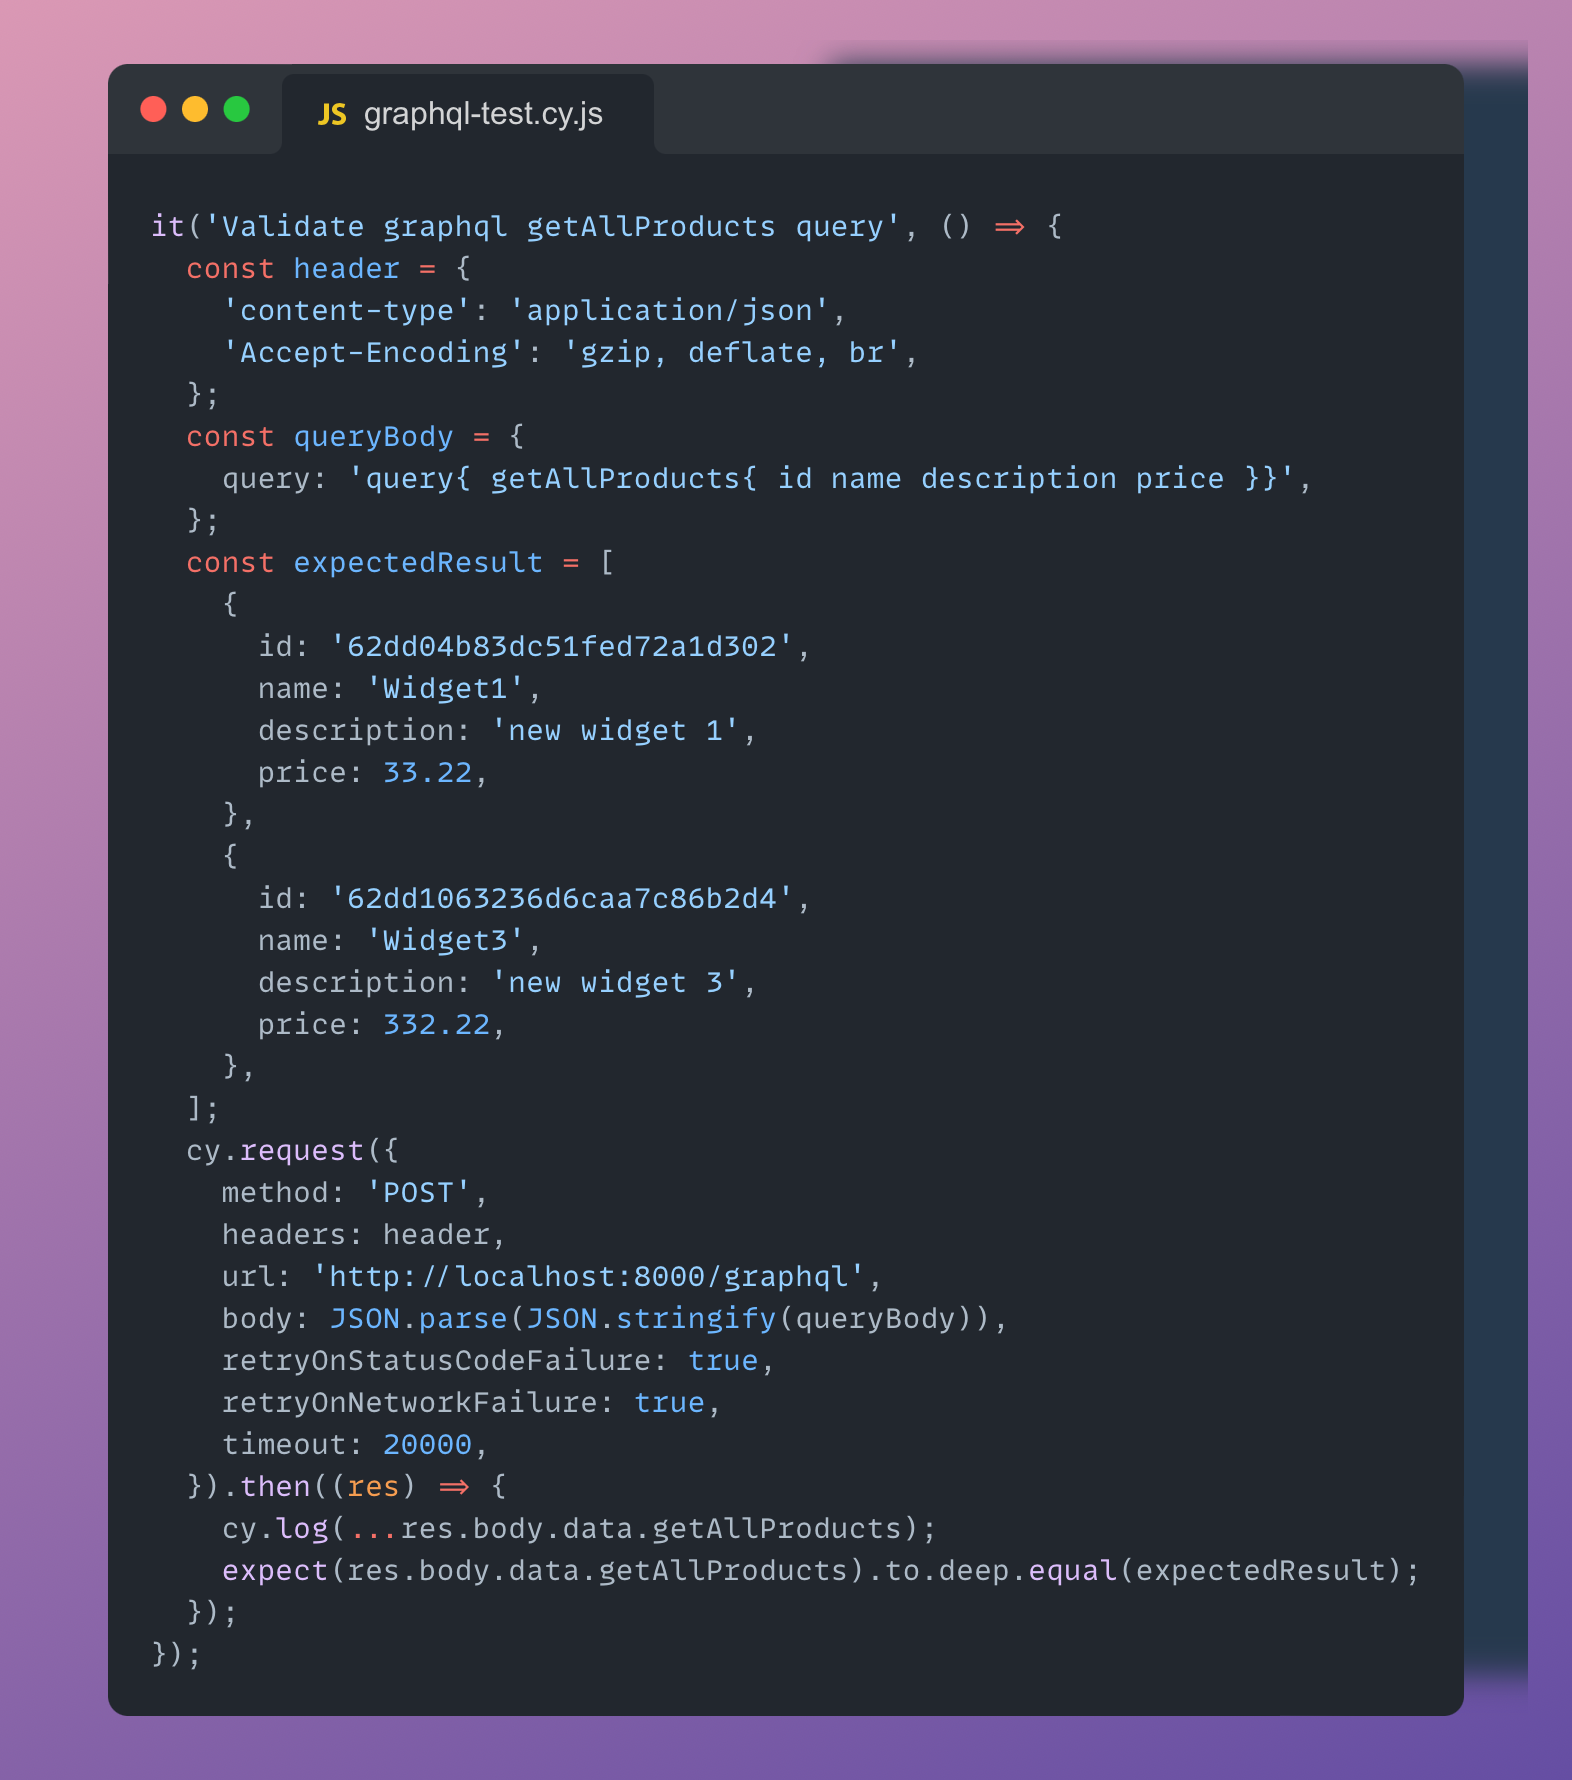 JS graphql-test.cy.js
it('Validate graphql getAllProducts query', () => {
  const header = {
    'content-type': 'application/json',
    'Accept-Encoding': 'gzip, deflate, br',
  };
  const queryBody = {
    query: 'query{ getAllProducts{ id name description price }}',
  };
  const expectedResult = [
    {
      id: '62dd04b83dc51fed72a1d302',
      name: 'Widget1',
      description: 'new widget 1',
      price: 33.22,
    },
    {
      id: '62dd1063236d6caa7c86b2d4',
      name: 'Widget3',
      description: 'new widget 3',
      price: 332.22,
    },
  ];
  cy.request({
    method: 'POST',
    headers: header,
    url: 'http://localhost:8000/graphql',
    body: JSON.parse(JSON.stringify(queryBody)),
    retryOnStatusCodeFailure: true,
    retryOnNetworkFailure: true,
    timeout: 20000,
  }).then((res) => {
    cy.log(...res.body.data.getAllProducts);
    expect(res.body.data.getAllProducts).to.deep.equal(expectedResult);
  });
});